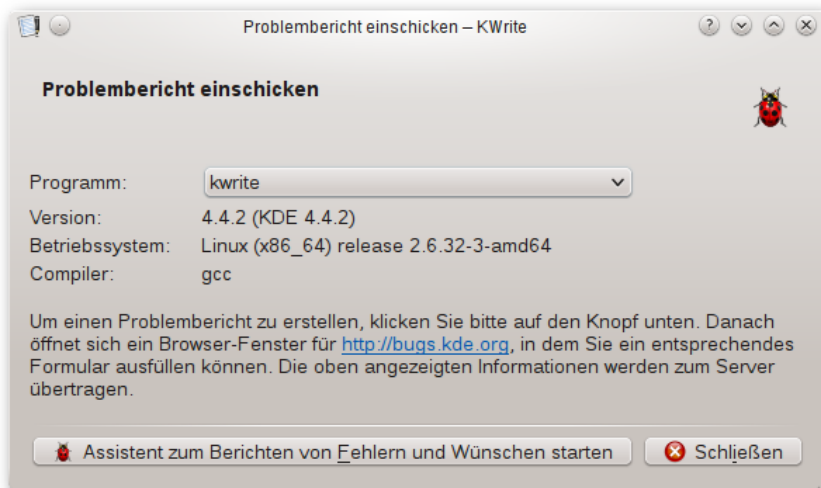 Problembericht einschicken – KWrite
Problembericht einschicken
Programm: kwrite
Version: 4.4.2 (KDE 4.4.2)
Betriebssystem: Linux (x86_64) release 2.6.32-3-amd64
Compiler: gcc
Um einen Problembericht zu erstellen, klicken Sie bitte auf den Knopf unten. Danach
öffnet sich ein Browser-Fenster für http://bugs.kde.org, in dem Sie ein entsprechendes
Formular ausfüllen können. Die oben angezeigten Informationen werden zum Server
übertragen.
Assistent zum Berichten von Fehlern und Wünschen starten Schließen